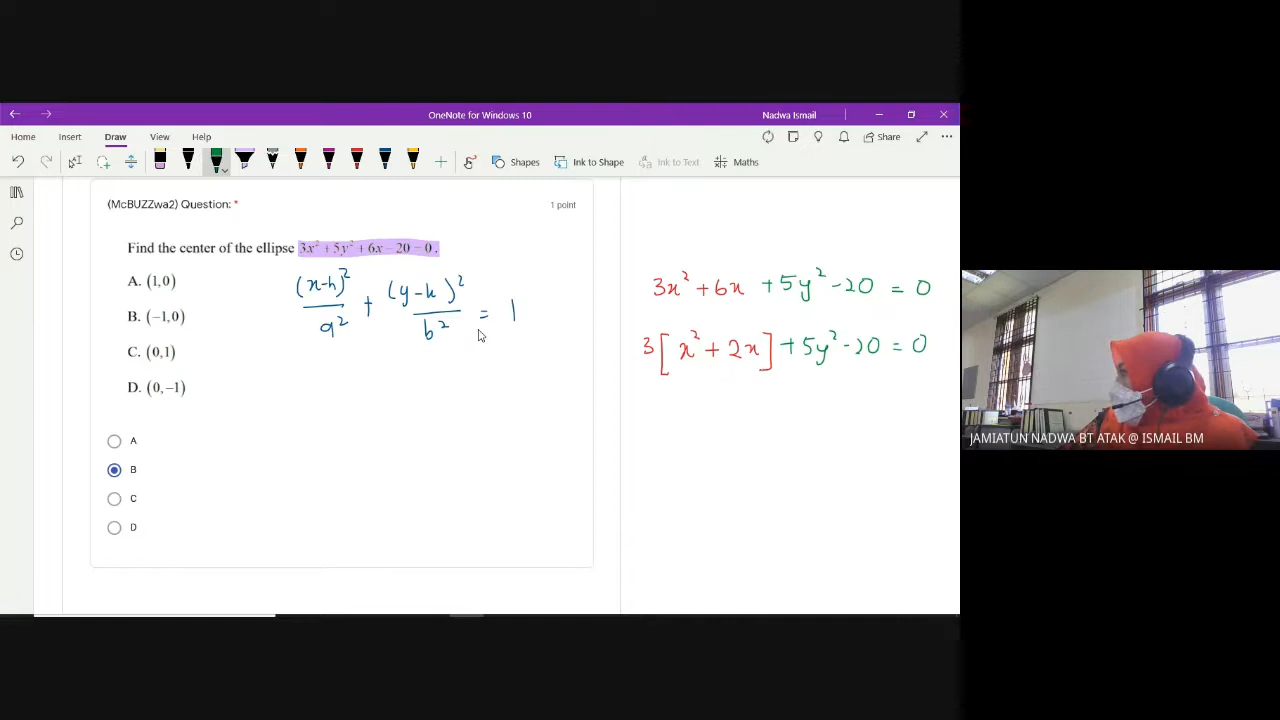 OneNote for Windows 10
Nadwa Ismail
Home Insert Draw View Help
Share
Shapes Ink to Shape Ink to Text Maths
(McBUZZwa2) Question: *
1 point
Find the center of the ellipse 3x² + 5y² + 6x – 20 = 0 .
A. (1,0)
B. (−1,0)
C. (0,1)
D. (0,−1)
(x-h)²/a² + (y-k)²/b² = 1
A
B
C
D
3x² + 6x + 5y² - 20 = 0
3[x² + 2x] + 5y² - 20 = 0
JAMIATUN NADWA BT ATAK @ ISMAIL BM